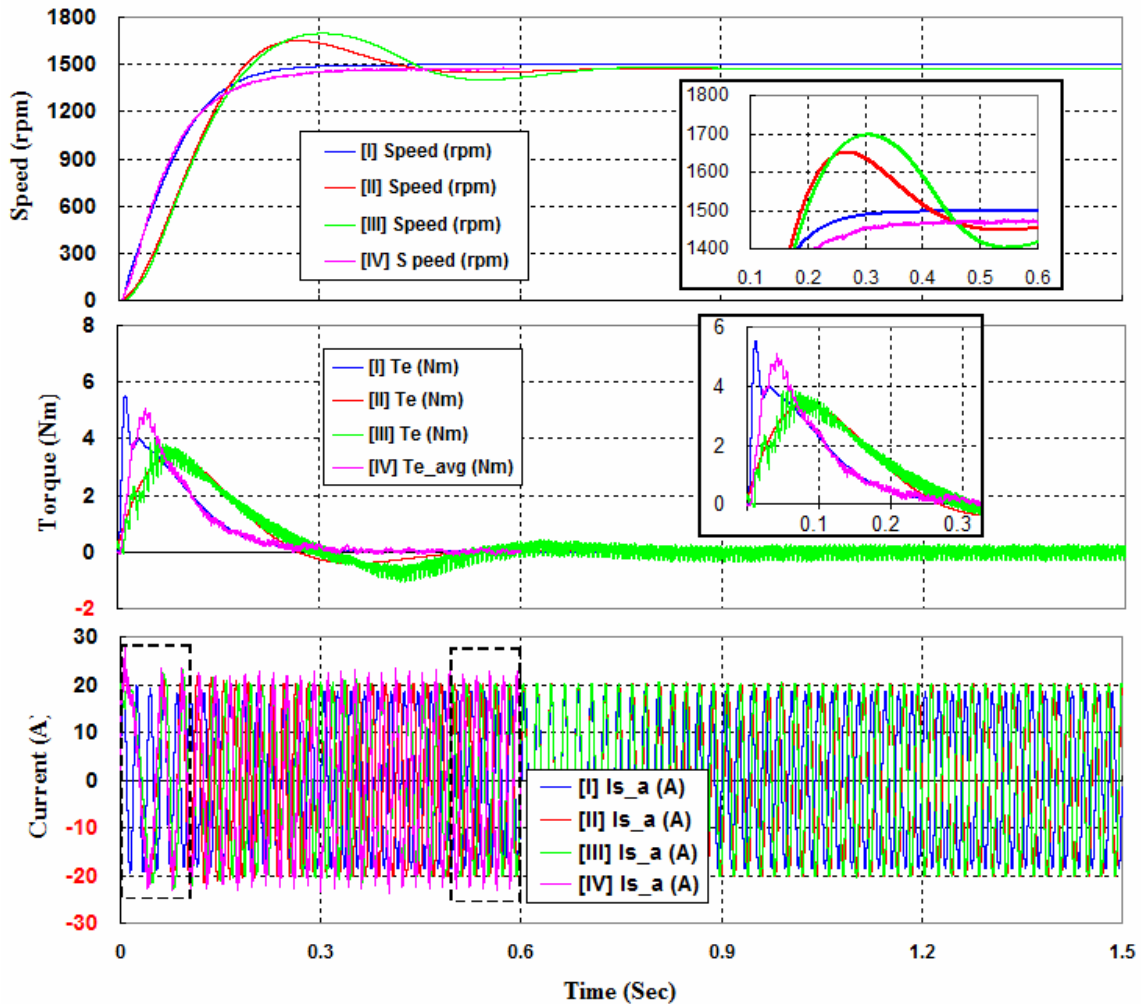 Speed (rpm)
1800
1500
1200
900
600
300
0
[I] Speed (rpm)
[II] Speed (rpm)
[III] Speed (rpm)
[IV] S peed (rpm)
1800
1700
1600
1500
1400
0.1 0.2 0.3 0.4 0.5 0.6
Torque (Nm)
8
6
4
2
0
-2
[I] Te (Nm)
[II] Te (Nm)
[III] Te (Nm)
[IV] Te_avg (Nm)
6
4
2
0
0.1 0.2 0.3
Current (A)
30
20
10
0
-10
-20
-30
[I] Is_a (A)
[II] Is_a (A)
[III] Is_a (A)
[IV] Is_a (A)
0 0.3 0.6 0.9 1.2 1.5
Time (Sec)